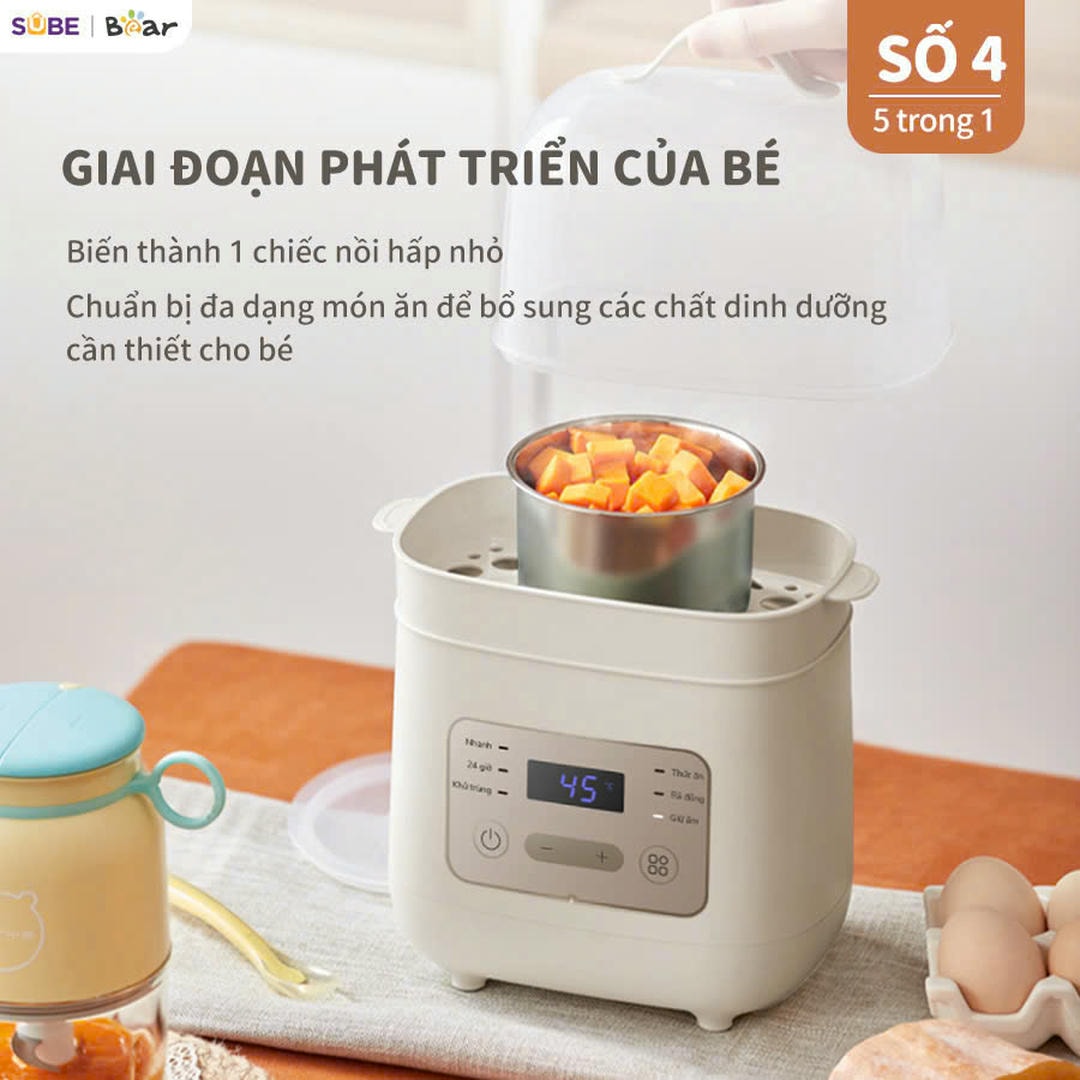 SUBE | Bear
SỐ 4
5 trong 1
GIAI ĐOẠN PHÁT TRIỂN CỦA BÉ
Biến thành 1 chiếc nồi hấp nhỏ
Chuẩn bị đa dạng món ăn để bổ sung các chất dinh dưỡng
cần thiết cho bé
Nhanh
24 giờ
Khử trùng
45 °C
Thức ăn
Rã đông
Giữ ấm